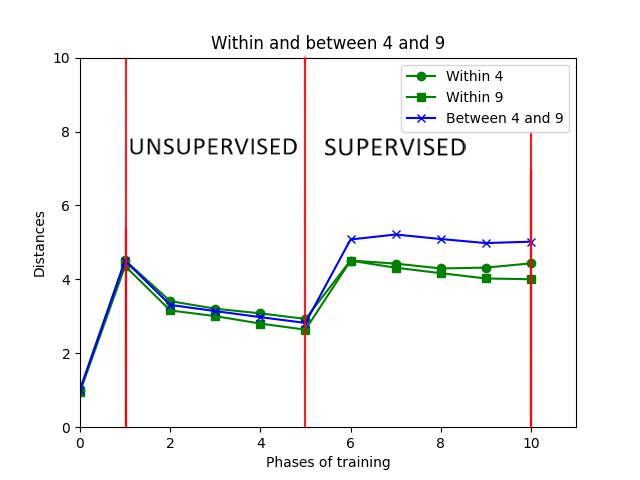 Within and between 4 and 9
Within 4
Within 9
Between 4 and 9
UNSUPERVISED SUPERVISED
10
8
6
4
2
0
Distances
0 2 4 6 8 10
Phases of training